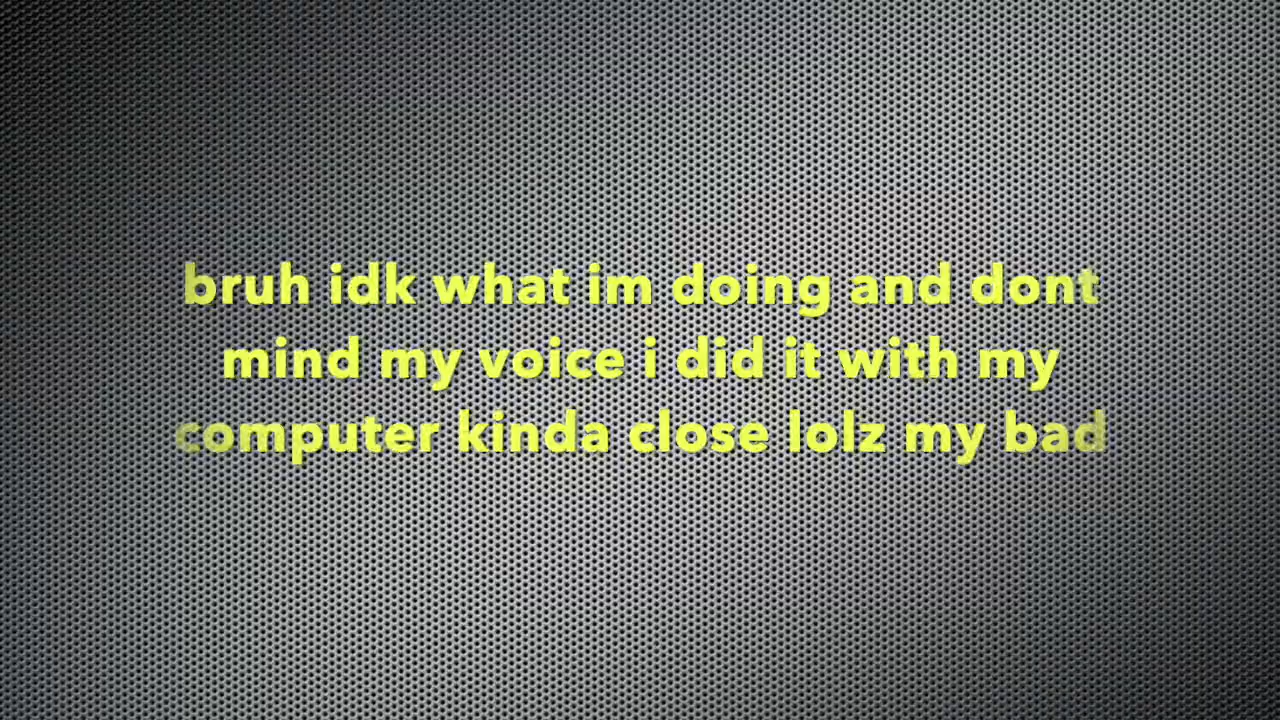 bruh idk what im doing and dont
mind my voice i did it with my
computer kinda close lolz my bad